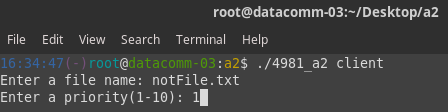 root@datacomm-03:~/Desktop/a2
File Edit View Search Terminal Help
16:34:47(-)root@datacomm-03:a2$ ./4981_a2 client
Enter a file name: notFile.txt
Enter a priority(1-10): 1